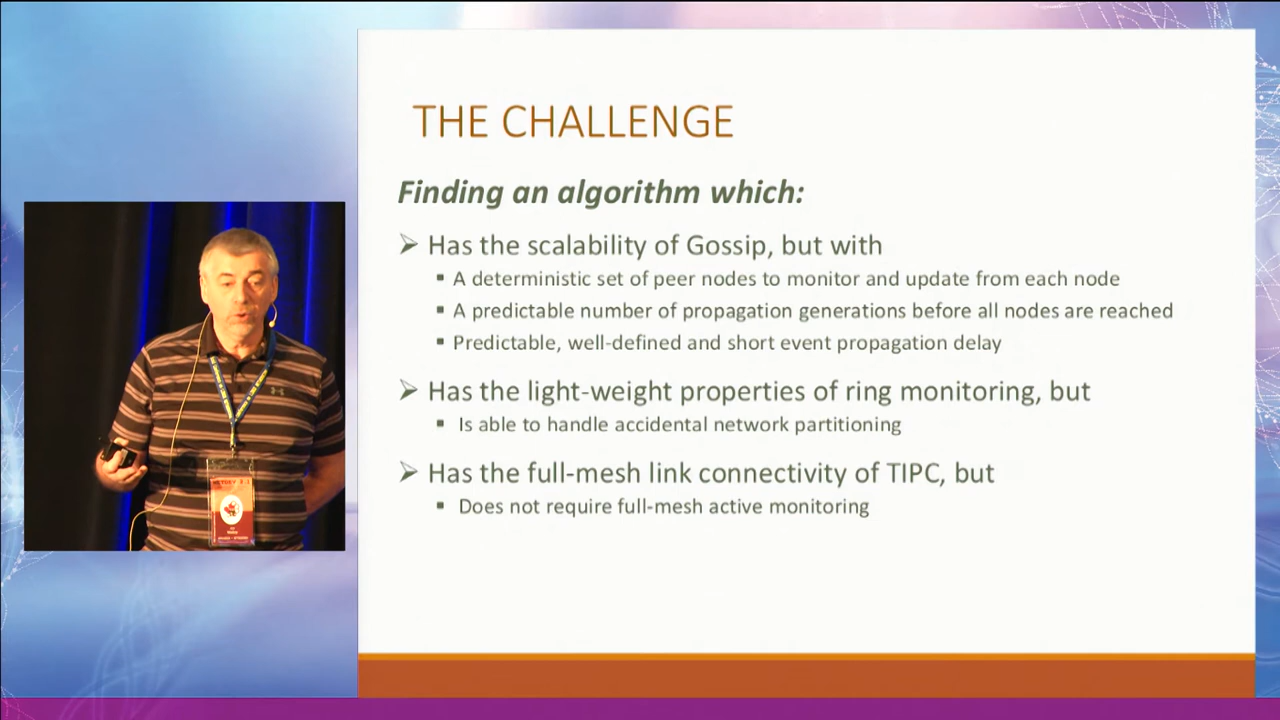 THE CHALLENGE
Finding an algorithm which:
Has the scalability of Gossip, but with
A deterministic set of peer nodes to monitor and update from each node
A predictable number of propagation generations before all nodes are reached
Predictable, well-defined and short event propagation delay
Has the light-weight properties of ring monitoring, but
Is able to handle accidental network partitioning
Has the full-mesh link connectivity of TIPC, but
Does not require full-mesh active monitoring